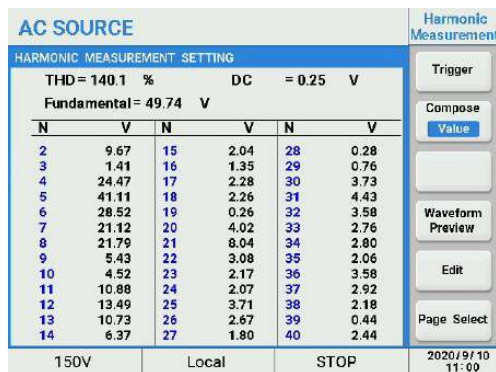 AC SOURCE
Harmonic
Measurement
HARMONIC MEASUREMENT SETTING
THD = 140.1 % DC = 0.25 V
Fundamental = 49.74 V
N V N V N V
2 9.67 15 2.04 28 0.28
3 1.41 16 1.35 29 0.76
4 24.47 17 2.28 30 3.73
5 41.11 18 2.26 31 4.43
6 28.52 19 0.26 32 3.58
7 21.12 20 4.02 33 2.76
8 21.79 21 8.04 34 2.80
9 5.43 22 3.08 35 2.06
10 4.52 23 2.17 36 3.58
11 10.88 24 2.07 37 2.92
12 13.49 25 3.71 38 2.18
13 10.73 26 2.67 39 0.44
14 6.37 27 1.80 40 2.44
Trigger
Compose
Value
Waveform
Preview
Edit
Page Select
150V Local STOP
2020/9/10
11:00